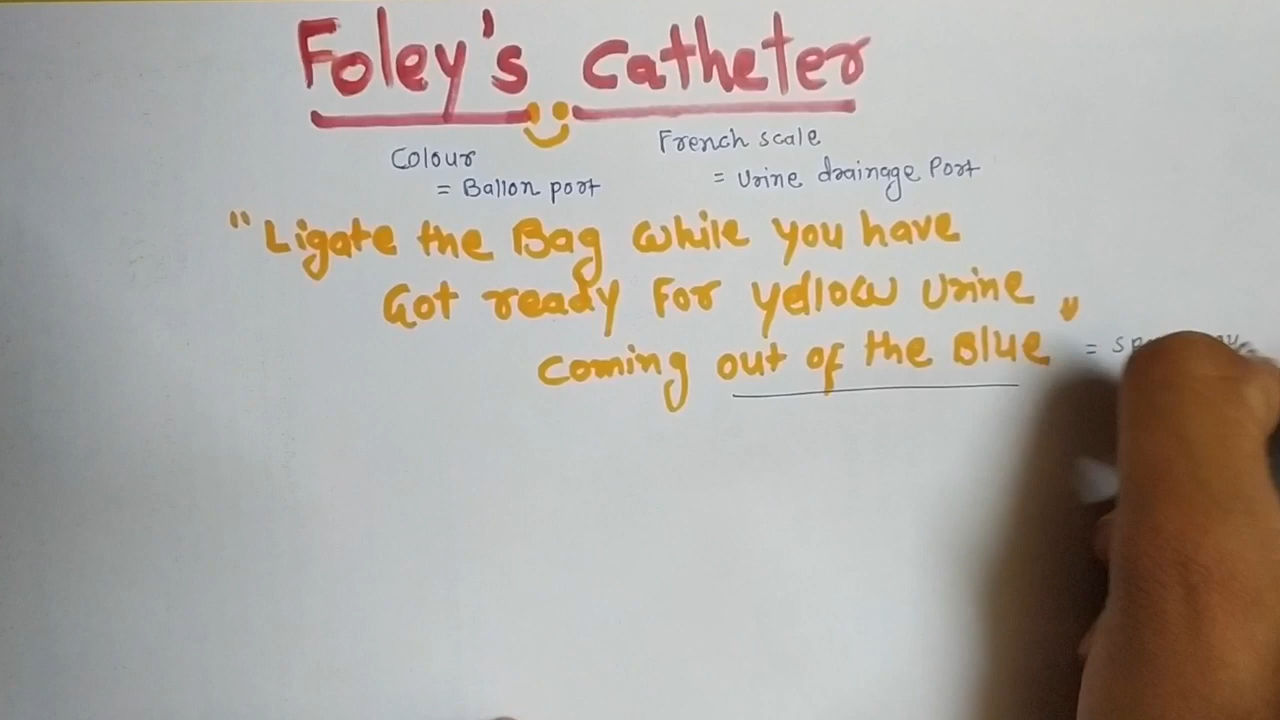 Foley's catheter
Colour
= Ballon port
French scale
= Urine drainage Port
"Ligate the Bag while you have
Got ready For yellow Urine
coming out of the Blue"
=